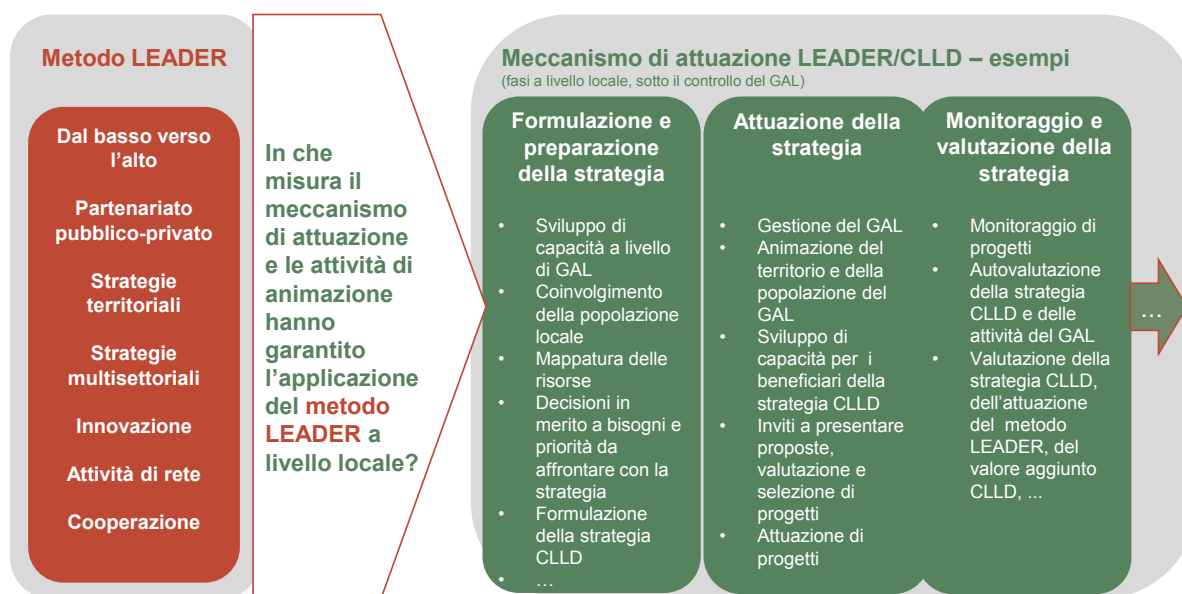 Metodo LEADER
Dal basso verso
l'alto
Partenariato
pubblico-privato
Strategie
territoriali
Strategie
multisettoriali
Innovazione
Attività di rete
Cooperazione
In che
misura il
meccanismo
di attuazione
e le attività di
animazione
hanno
garantito
l'applicazione
del metodo
LEADER a
livello locale?
Meccanismo di attuazione LEADER/CLLD – esempi
(fasi a livello locale, sotto il controllo del GAL)
Formulazione e
preparazione
della strategia
• Sviluppo di
capacità a livello
di GAL
• Coinvolgimento
della popolazione
locale
• Mappatura delle
risorse
• Decisioni in
merito a bisogni e
priorità da
affrontare con la
strategia
• Formulazione
della strategia
CLLD
• …
Attuazione della
strategia
• Gestione del GAL
• Animazione del
territorio e della
popolazione del
GAL
• Sviluppo di
capacità per i
beneficiari della
strategia CLLD
• Inviti a presentare
proposte,
valutazione e
selezione di
progetti
• Attuazione di
progetti
Monitoraggio e
valutazione della
strategia
• Monitoraggio di
progetti
• Autovalutazione
della strategia
CLLD e delle
attività del GAL
• Valutazione della
strategia CLLD,
dell'attuazione
del metodo
LEADER, del
valore aggiunto
CLLD, ...
…